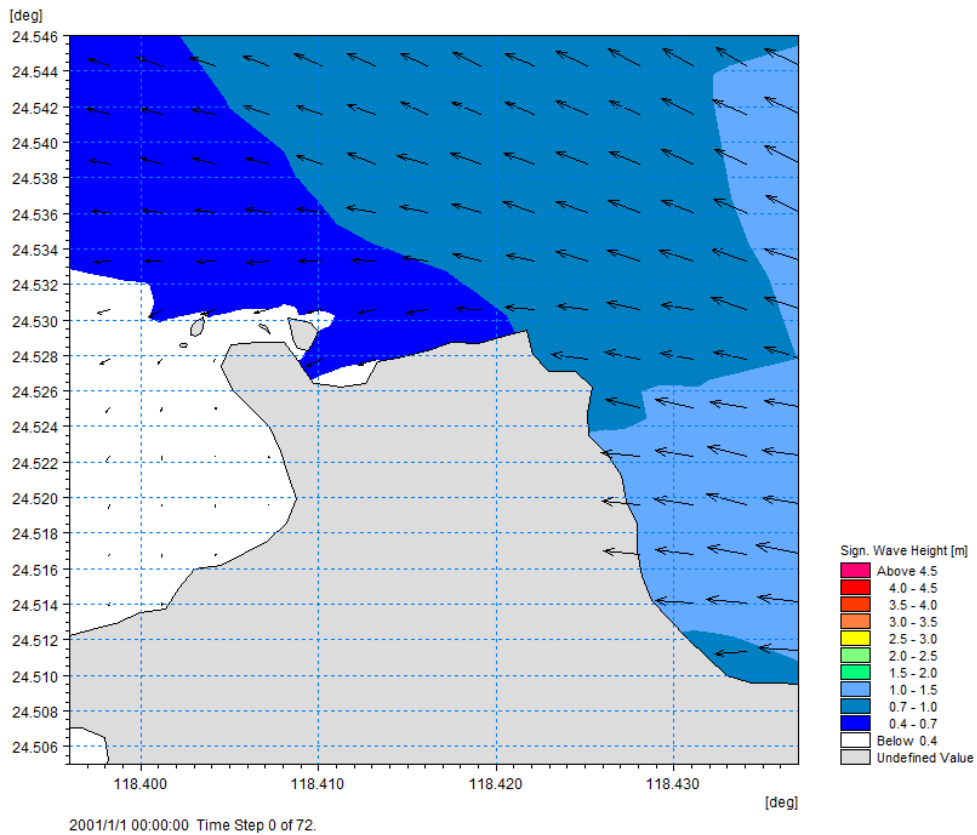 [deg]
24.546
24.544
24.542
24.540
24.538
24.536
24.534
24.532
24.530
24.528
24.526
24.524
24.522
24.520
24.518
24.516
24.514
24.512
24.510
24.508
24.506
118.400 118.410 118.420 118.430
[deg]
2001/1/1 00:00:00 Time Step 0 of 72.
Sign. Wave Height [m]
Above 4.5
4.0 - 4.5
3.5 - 4.0
3.0 - 3.5
2.5 - 3.0
2.0 - 2.5
1.5 - 2.0
1.0 - 1.5
0.7 - 1.0
0.4 - 0.7
Below 0.4
Undefined Value